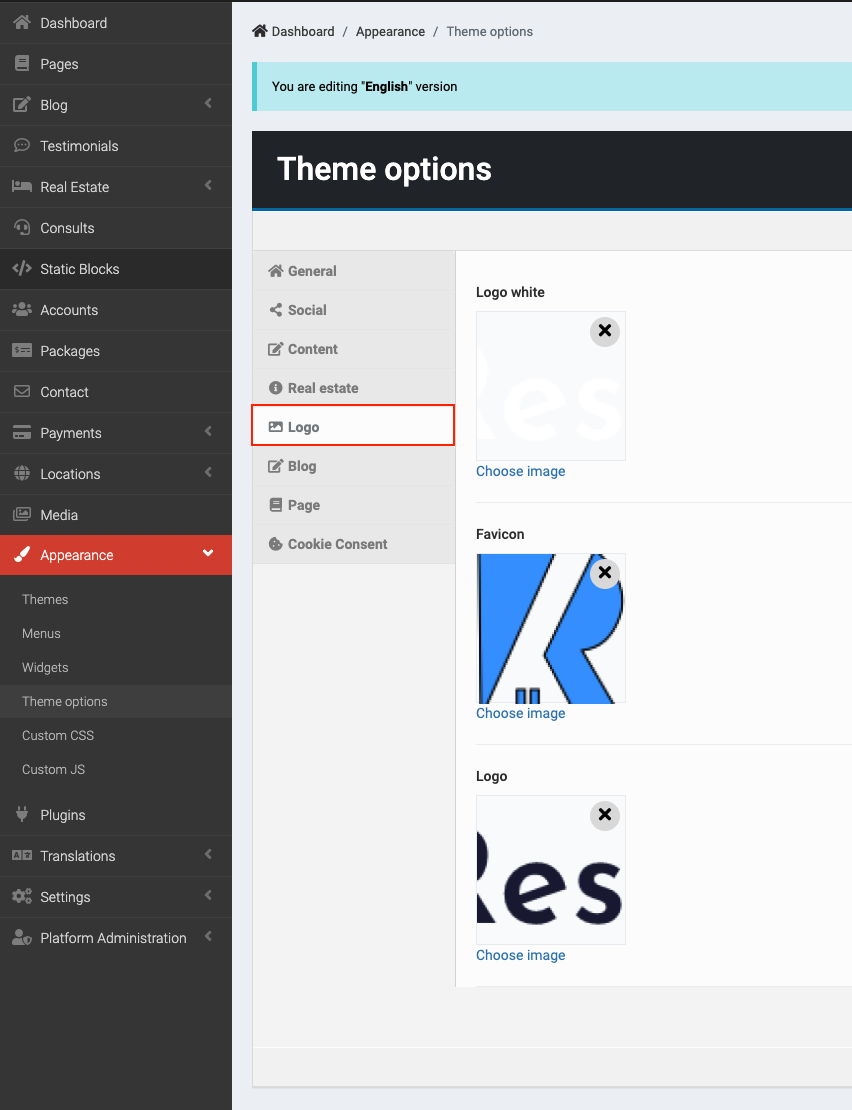 Dashboard
Pages
Blog
Testimonials
Real Estate
Consults
Static Blocks
Accounts
Packages
Contact
Payments
Locations
Media
Appearance
Themes
Menus
Widgets
Theme options
Custom CSS
Custom JS
Plugins
Translations
Settings
Platform Administration
Dashboard / Appearance / Theme options
You are editing "English" version
Theme options
General
Social
Content
Real estate
Logo
Blog
Page
Cookie Consent
Logo white
Res
Choose image
Favicon
Choose image
Logo
Res
Choose image